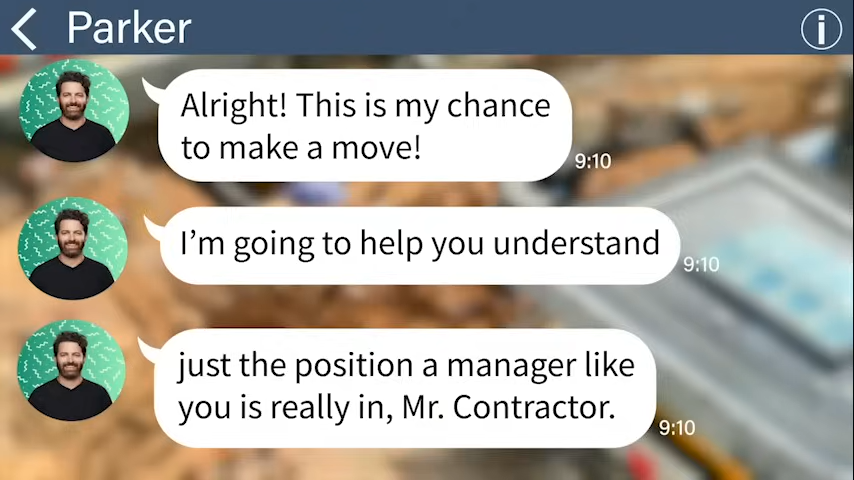 Parker
Alright! This is my chance
to make a move!
9:10
I’m going to help you understand
9:10
just the position a manager like
you is really in, Mr. Contractor.
9:10